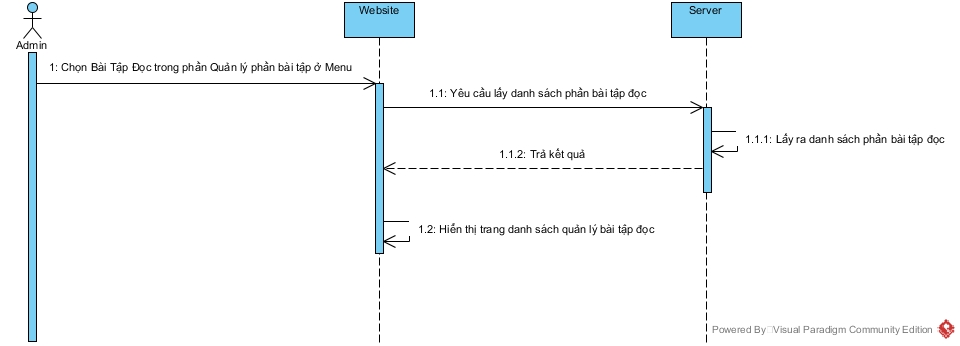 Website
Server
Admin
1: Chọn Bài Tập Đọc trong phần Quản lý phần bài tập ở Menu
1.1: Yêu cầu lấy danh sách phần bài tập đọc
1.1.1: Lấy ra danh sách phần bài tập đọc
1.1.2: Trả kết quả
1.2: Hiển thị trang danh sách quản lý bài tập đọc
Powered By Visual Paradigm Community Edition